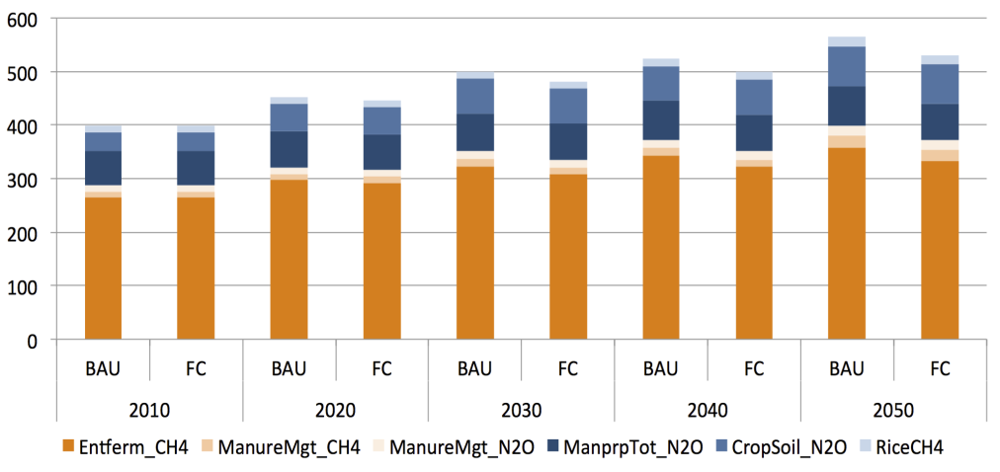 600
500
400
300
200
100
0
BAU FC BAU FC BAU FC BAU FC BAU FC
2010 2020 2030 2040 2050
Entferm_CH4 ManureMgt_CH4 ManureMgt_N2O ManprpTot_N2O CropSoil_N2O RiceCH4